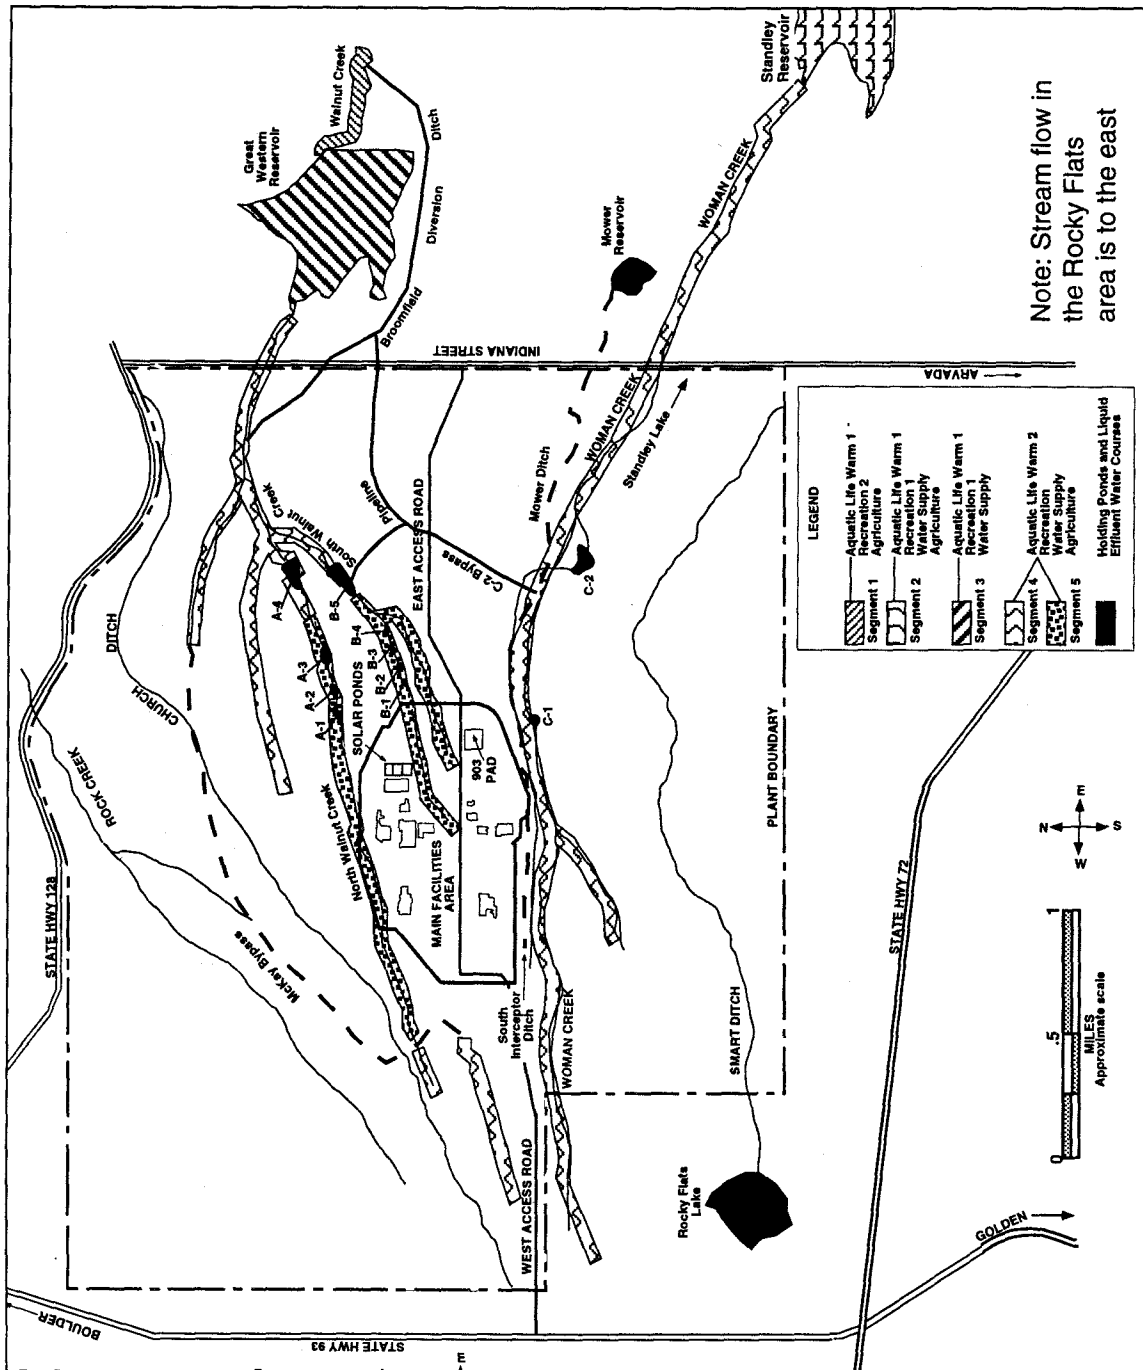 Great
Western
Reservoir
Walnut Creek
Standley
Reservoir
Broomfield
Diversion
Ditch
Mower
Reservoir
WOMAN CREEK
Note: Stream flow in
the Rocky Flats
area is to the east
INDIANA STREET
ARVADA
WOMAN CREEK
Standley Lake
Mower Ditch
Creek
South Walnut
Pipeline
C-2 Bypass
EAST ACCESS ROAD
C-2
A-4
B-5
A-3
A-2
A-1
B-4
B-3
B-2
B-1
SOLAR PONDS
903
PAD
C-1
DITCH
CHURCH
ROCK CREEK
STATE HWY 128
McKay Bypass
North Walnut Creek
MAIN FACILITIES
AREA
South
Interceptor
Ditch
WOMAN CREEK
WEST ACCESS ROAD
SMART DITCH
PLANT BOUNDARY
Rocky Flats
Lake
STATE HWY 72
GOLDEN
STATE HWY 93
BOULDER
E
LEGEND
Segment 1
Aquatic Life Warm 1
Recreation 2
Agriculture
Segment 2
Aquatic Life Warm 1
Recreation 1
Water Supply
Agriculture
Segment 3
Aquatic Life Warm 1
Recreation 1
Water Supply
Segment 4
Segment 5
Aquatic Life Warm 2
Recreation
Water Supply
Agriculture
Holding Ponds and Liquid
Effluent Water Courses
N
E
S
W
0
.5
1
MILES
Approximate scale